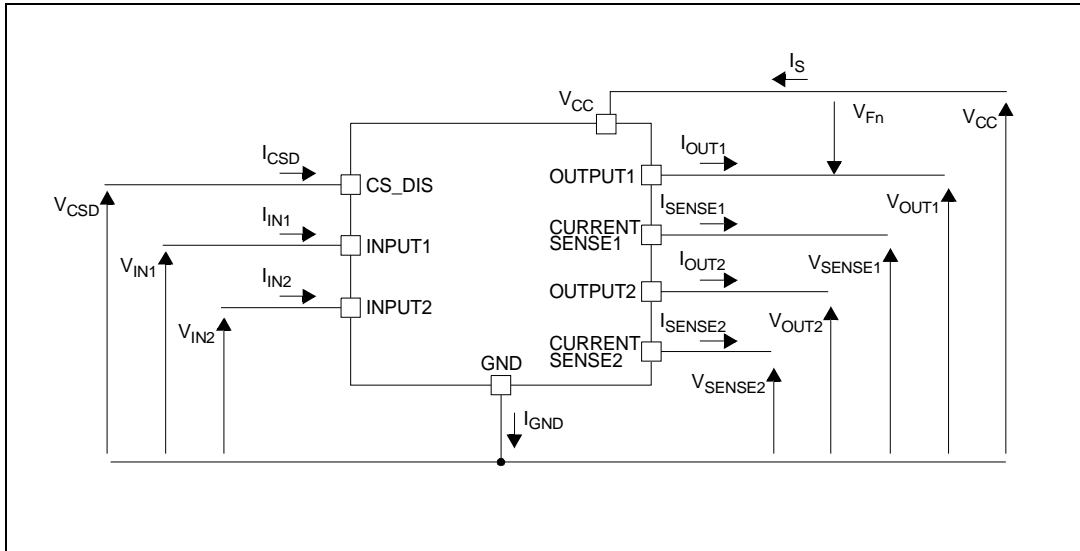 I_S
V_CC
V_Fn
V_CC
I_CSD
CS_DIS
V_CSD
I_IN1
INPUT1
V_IN1
I_IN2
INPUT2
V_IN2
I_OUT1
OUTPUT1
V_OUT1
I_SENSE1
CURRENT
SENSE1
V_SENSE1
I_OUT2
OUTPUT2
V_OUT2
I_SENSE2
CURRENT
SENSE2
V_SENSE2
GND
I_GND